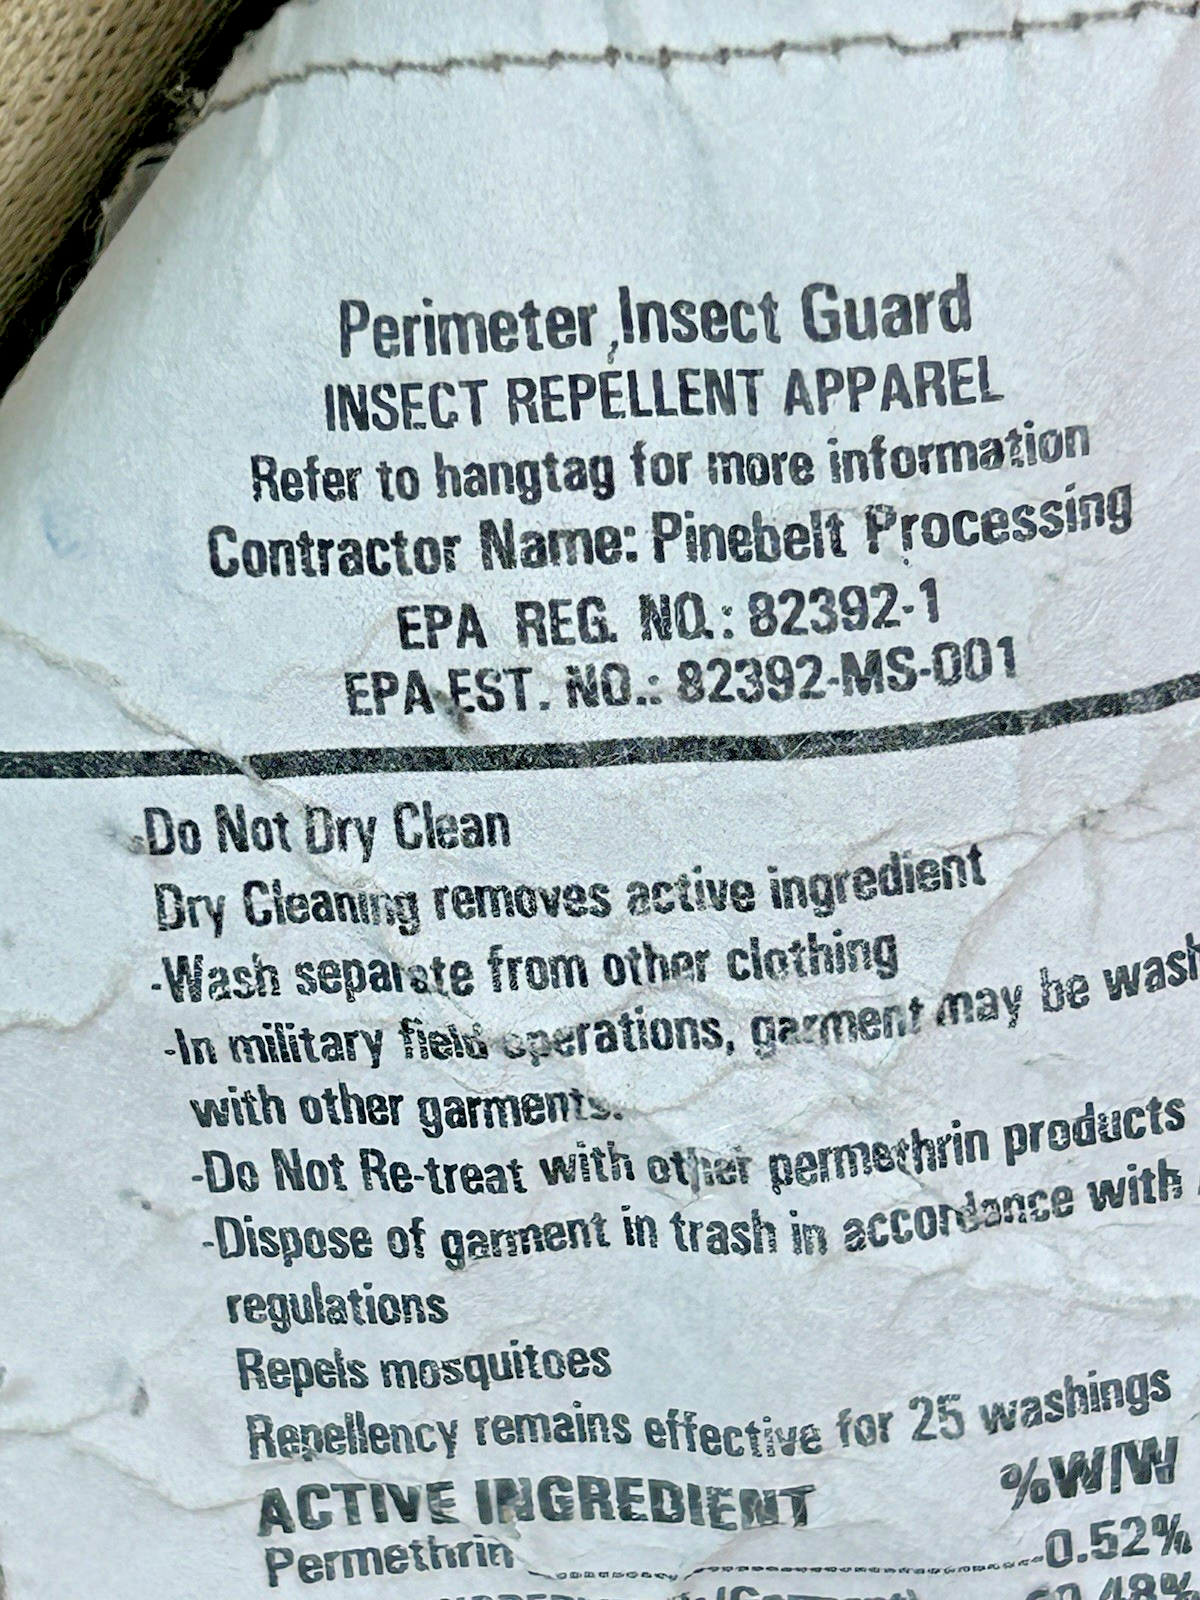 Perimeter Insect Guard
INSECT REPELLENT APPAREL
Refer to hangtag for more information
Contractor Name: Pinebelt Processing
EPA REG. NO.: 82392-1
EPA EST. NO.: 82392-MS-001
Do Not Dry Clean
Dry Cleaning removes active ingredient
-Wash separate from other clothing
-In military field operations, garment may be wash
with other garments.
-Do Not Re-treat with other permethrin products
-Dispose of garment in trash in accordance with
regulations
Repels mosquitoes
Repellency remains effective for 25 washings
ACTIVE INGREDIENT %W/W
Permethrin 0.52%